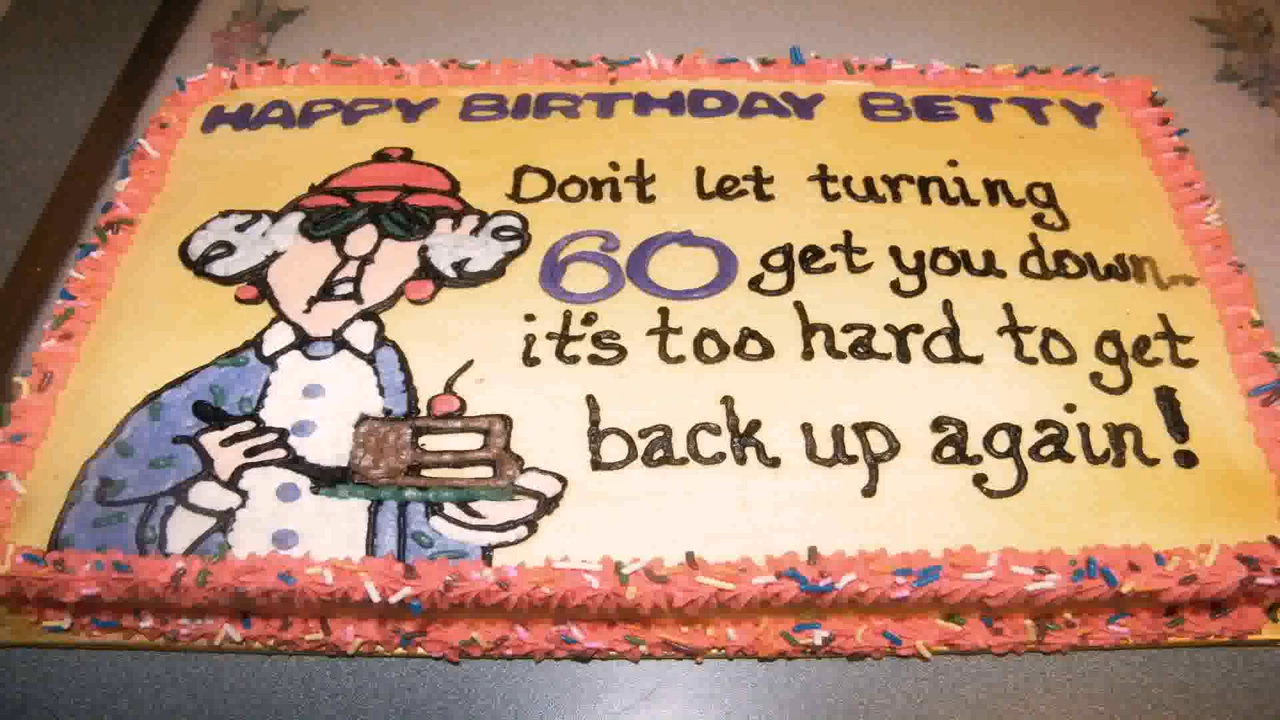 HAPPY BIRTHDAY BETTY
Don't let turning
60 get you down...
it's too hard to get
back up again!